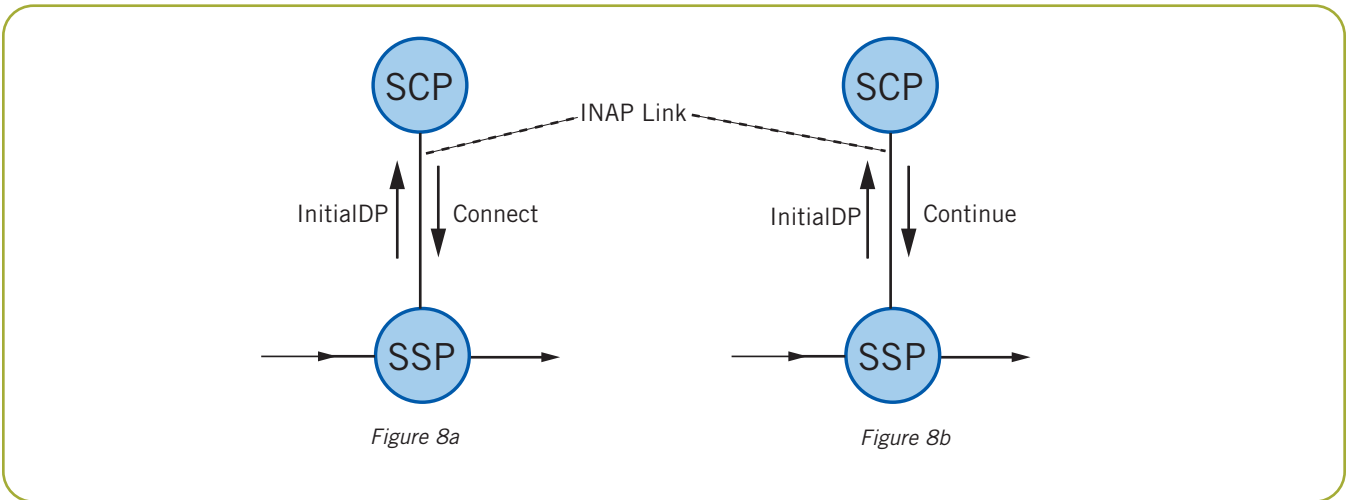 SCP
SCP
INAP Link
InitialDP
Connect
InitialDP
Continue
SSP
SSP
Figure 8a
Figure 8b